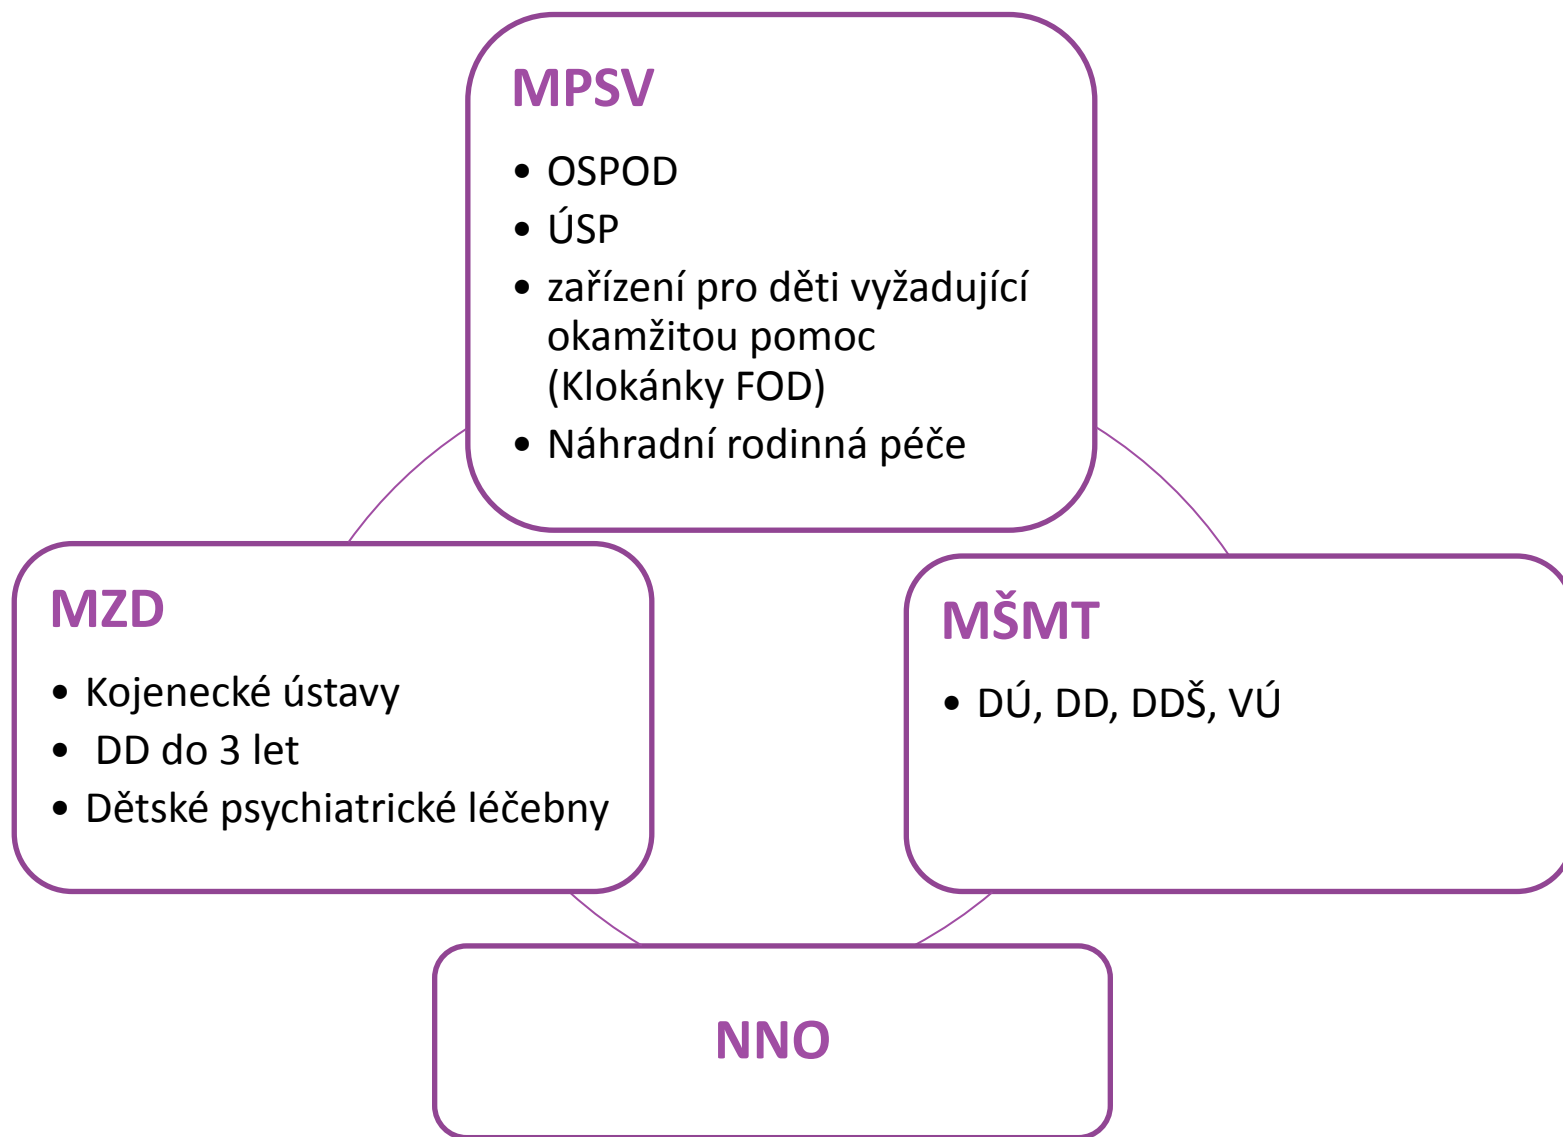 MPSV
• OSPOD
• ÚSP
• zařízení pro děti vyžadující
okamžitou pomoc
(Klokánky FOD)
• Náhradní rodinná péče
MZD
• Kojenecké ústavy
• DD do 3 let
• Dětské psychiatrické léčebny
MŠMT
• DÚ, DD, DDŠ, VÚ
NNO